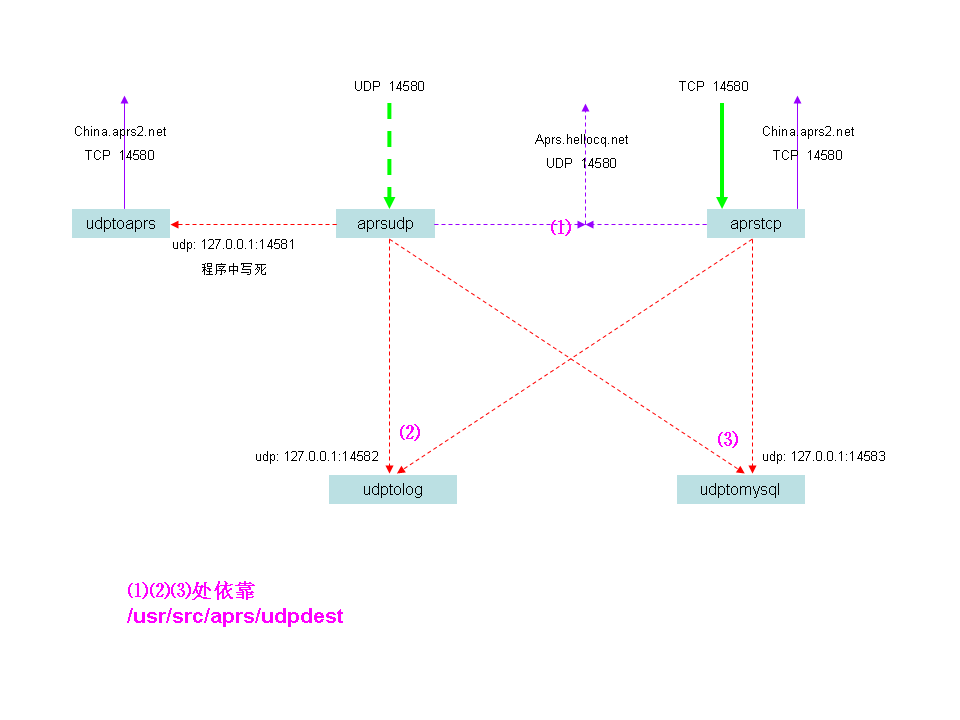 UDP 14580
TCP 14580
China.aprs2.net
TCP 14580
Aprs.hellocq.net
UDP 14580
China.aprs2.net
TCP 14580
udptoaprs
aprsudp
⑴
aprstcp
udp: 127.0.0.1:14581
程序中写死
⑵
⑶
udp: 127.0.0.1:14582
udp: 127.0.0.1:14583
udptolog
udptomysql
⑴⑵⑶处依靠
/usr/src/aprs/udpdest